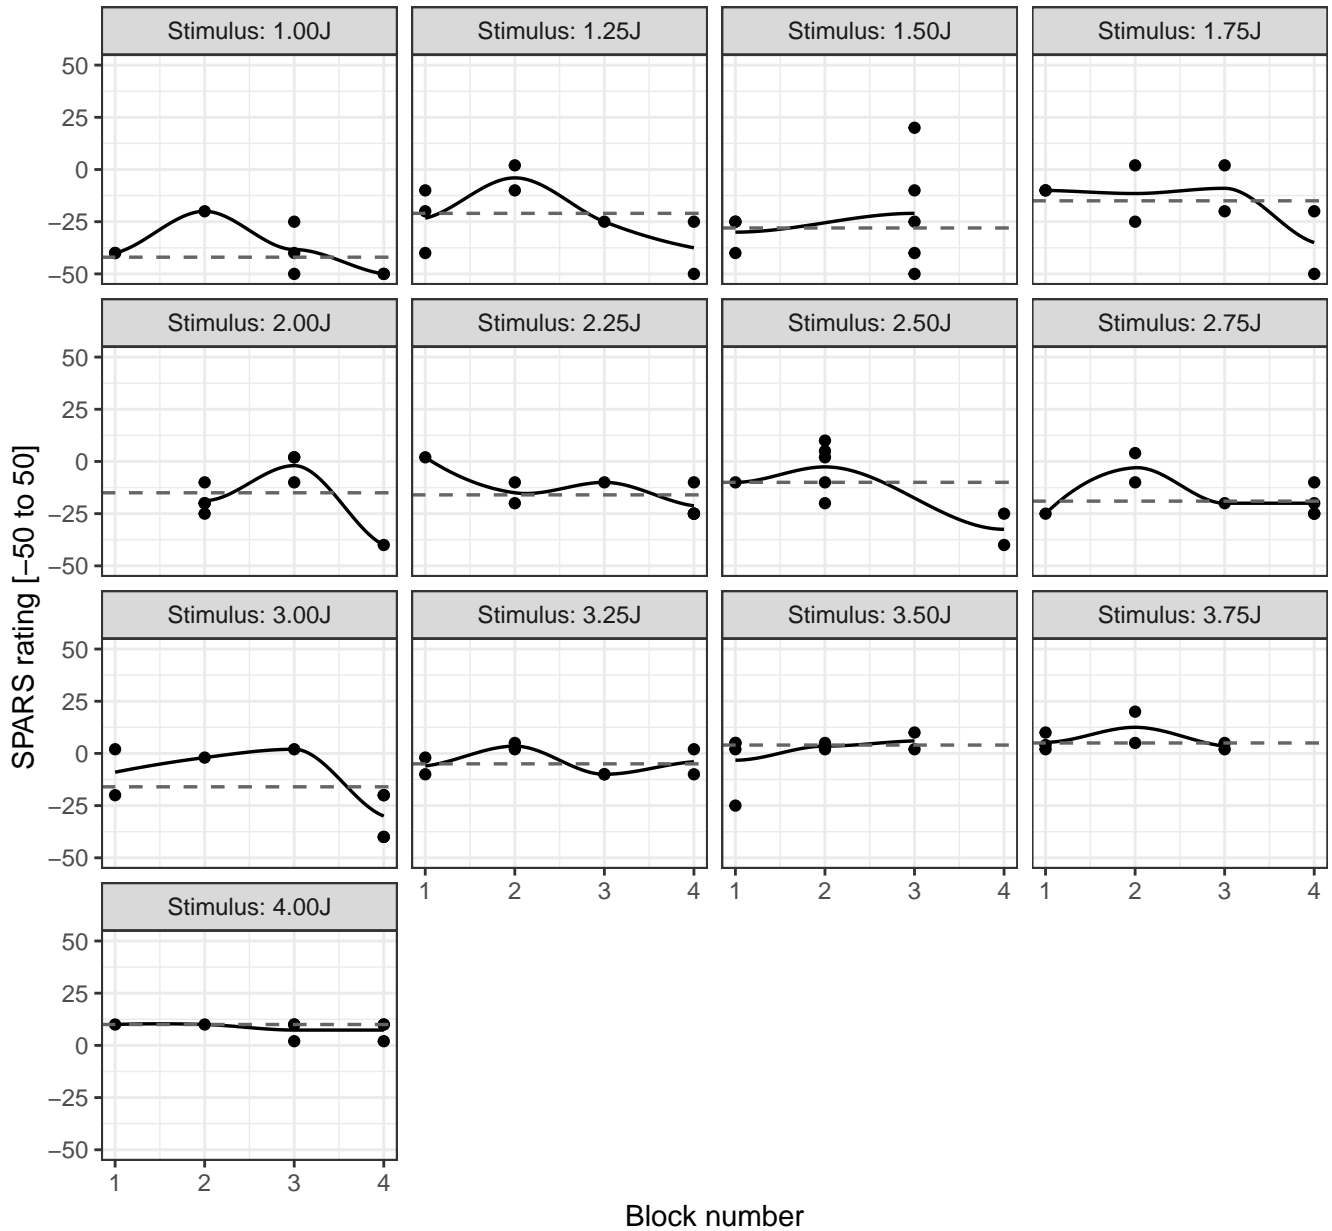 Stimulus: 1.00J Stimulus: 1.25J Stimulus: 1.50J Stimulus: 1.75J
50
25
0
−25
−50
Stimulus: 2.00J Stimulus: 2.25J Stimulus: 2.50J Stimulus: 2.75J
50
25
0
−25
−50
SPARS rating [−50 to 50]
Stimulus: 3.00J Stimulus: 3.25J Stimulus: 3.50J Stimulus: 3.75J
50
25
0
−25
−50
1 2 3 4 1 2 3 4 1 2 3 4
Stimulus: 4.00J
50
25
0
−25
−50
1 2 3 4
Block number